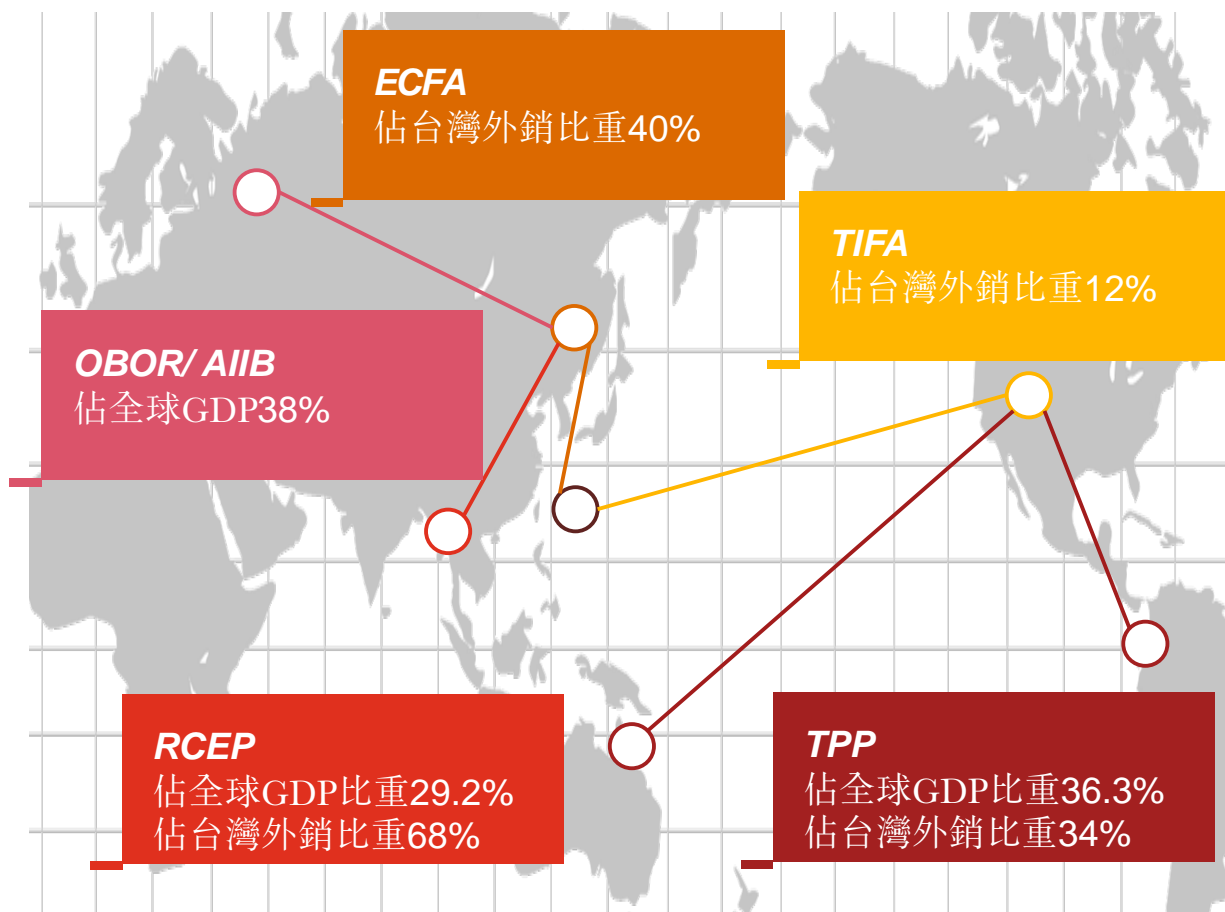 ECFA
佔台灣外銷比重40%
TIFA
佔台灣外銷比重12%
OBOR/ AIIB
佔全球GDP38%
RCEP
佔全球GDP比重29.2%
佔台灣外銷比重68%
TPP
佔全球GDP比重36.3%
佔台灣外銷比重34%